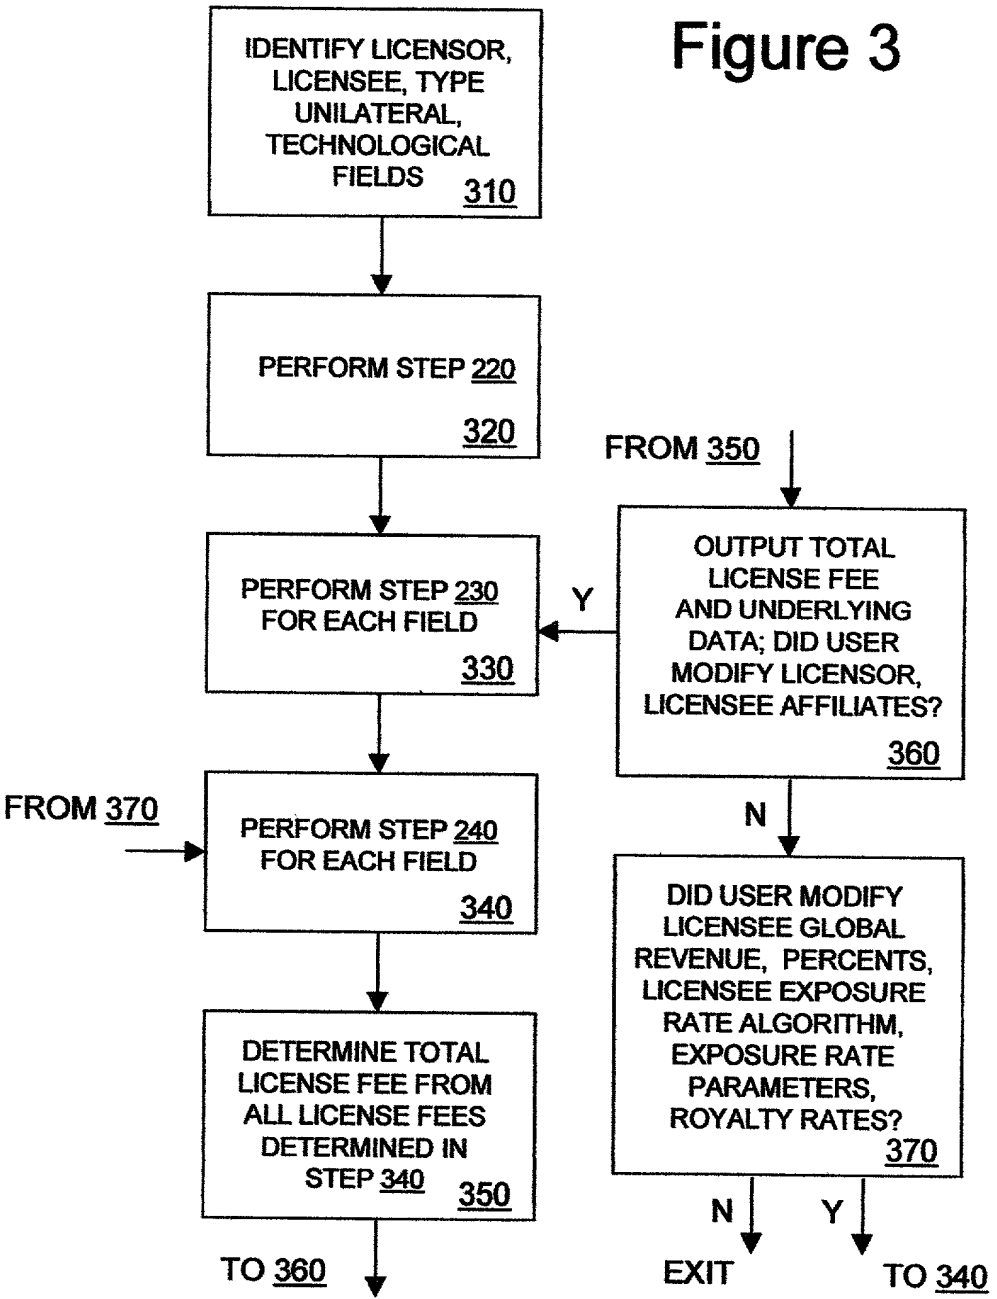 Figure 3
IDENTIFY LICENSOR,
LICENSEE, TYPE
UNILATERAL,
TECHNOLOGICAL
FIELDS
310
PERFORM STEP 220
320
PERFORM STEP 230
FOR EACH FIELD
330
FROM 370
PERFORM STEP 240
FOR EACH FIELD
340
DETERMINE TOTAL
LICENSE FEE FROM
ALL LICENSE FEES
DETERMINED IN
STEP 340
350
TO 360
FROM 350
OUTPUT TOTAL
LICENSE FEE
AND UNDERLYING
DATA; DID USER
MODIFY LICENSOR,
LICENSEE AFFILIATES?
360
Y
N
DID USER MODIFY
LICENSEE GLOBAL
REVENUE, PERCENTS,
LICENSEE EXPOSURE
RATE ALGORITHM,
EXPOSURE RATE
PARAMETERS,
ROYALTY RATES?
370
N
Y
EXIT
TO 340